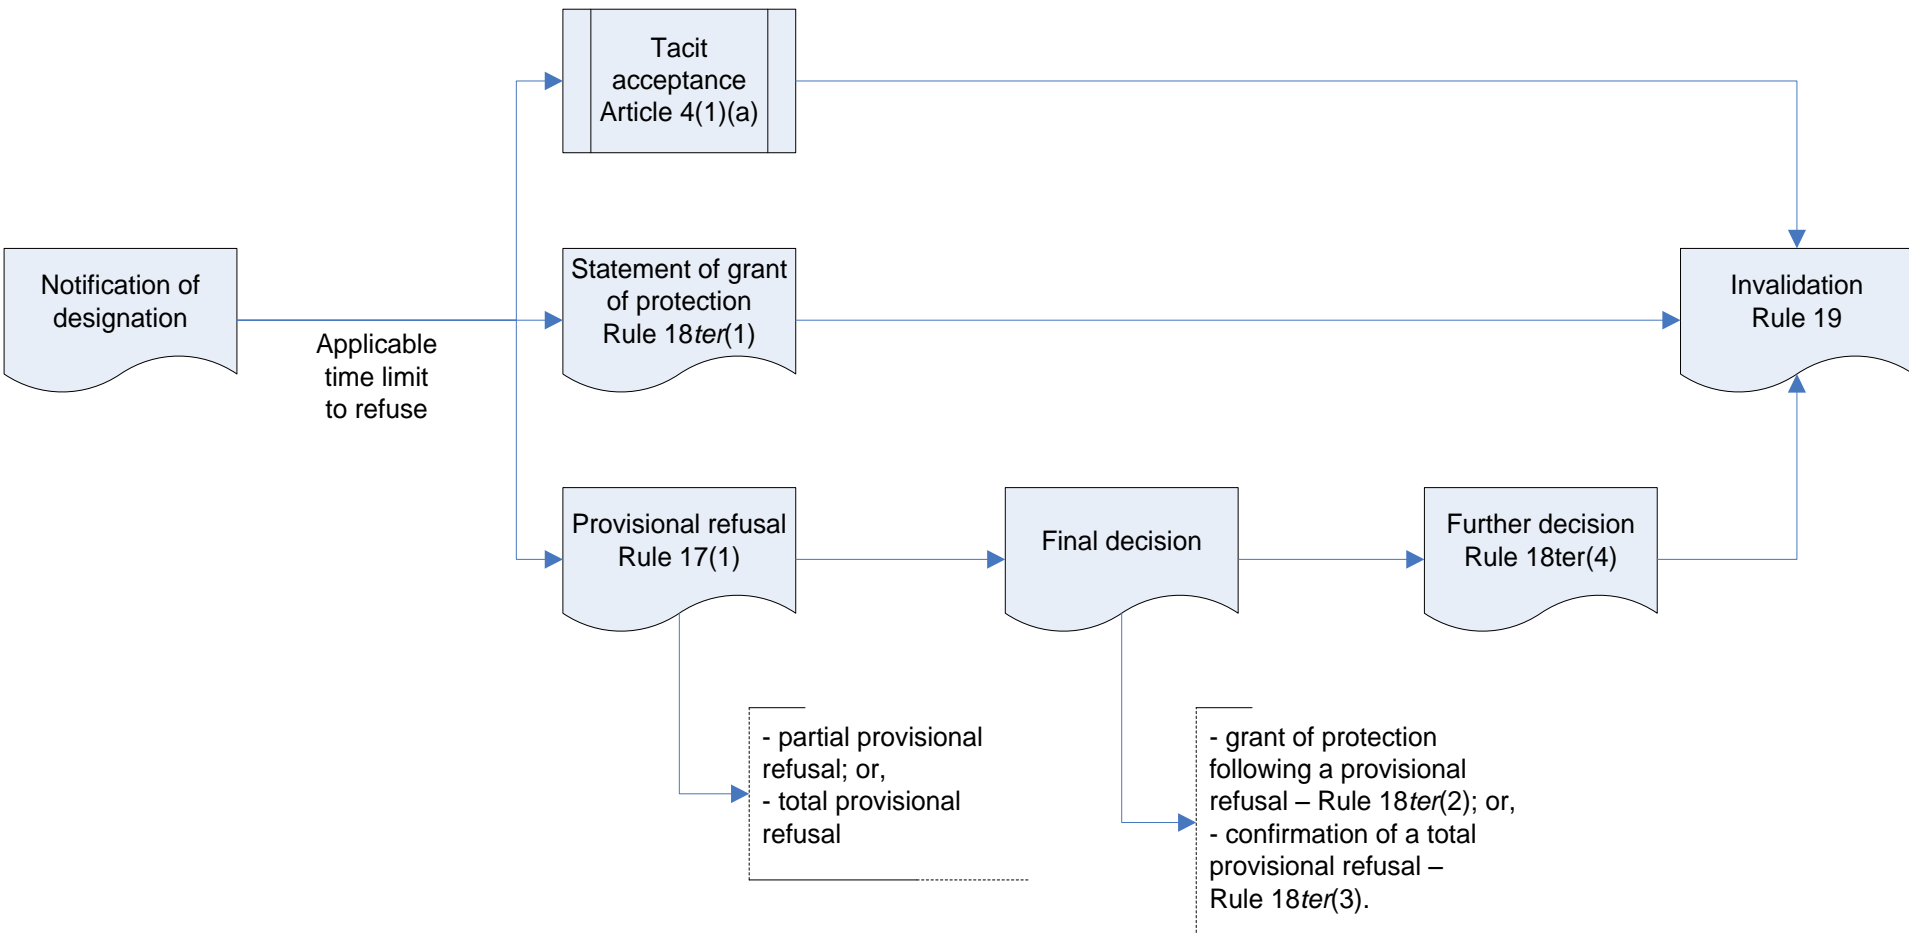 Tacit
acceptance
Article 4(1)(a)
Notification of
designation
Applicable
time limit
to refuse
Statement of grant
of protection
Rule 18ter(1)
Invalidation
Rule 19
Provisional refusal
Rule 17(1)
Final decision
Further decision
Rule 18ter(4)
- partial provisional
refusal; or,
- total provisional
refusal
- grant of protection
following a provisional
refusal – Rule 18ter(2); or,
- confirmation of a total
provisional refusal –
Rule 18ter(3).